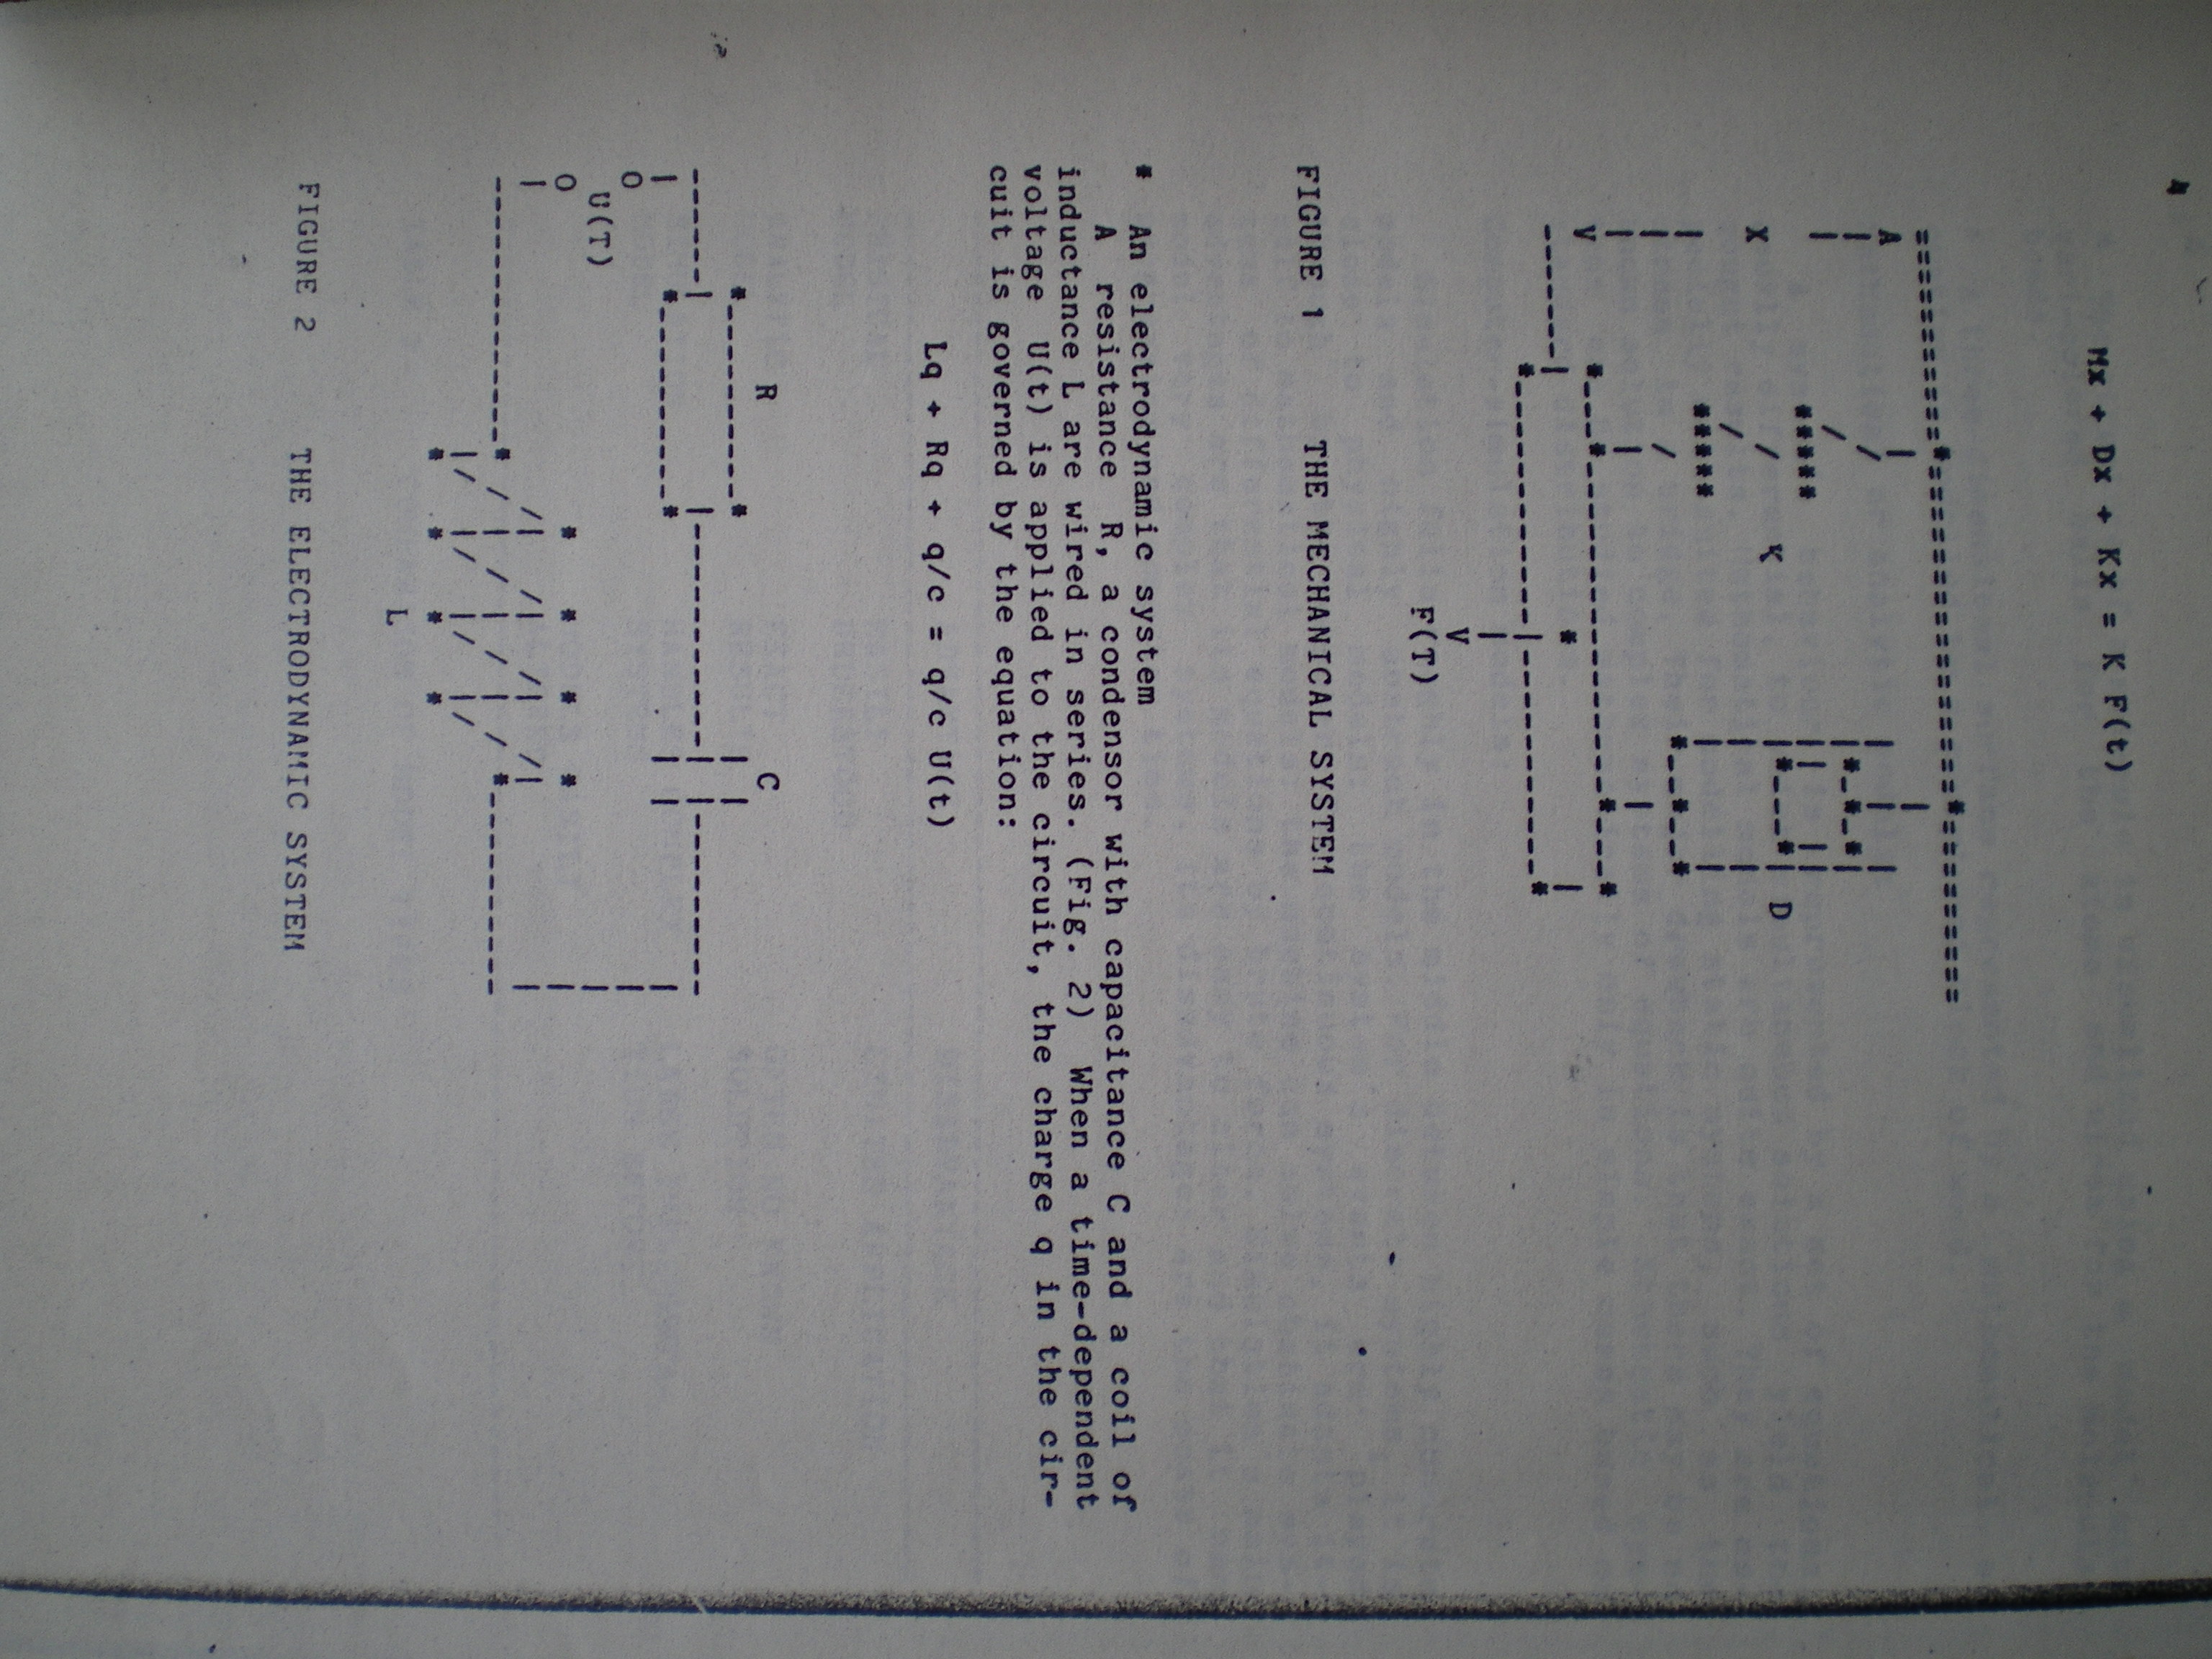 Mx + Dx + Kx = K F(t)
A
X
K
D
V
V
F(T)
FIGURE 1 THE MECHANICAL SYSTEM
* An electrodynamic system
A resistance R, a condensor with capacitance C and a coil of
inductance L are wired in series. (Fig. 2) When a time-dependent
voltage U(t) is applied to the circuit, the charge q in the cir-
cuit is governed by the equation:
Lq + Rq + q/c = q/c U(t)
R C
O
U(T)
O
L
FIGURE 2 THE ELECTRODYNAMIC SYSTEM